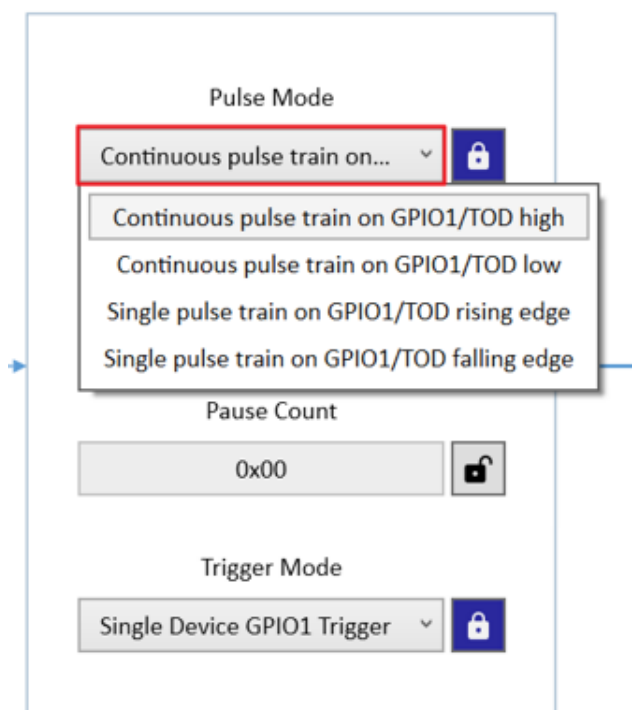 Pulse Mode
Continuous pulse train on...
Continuous pulse train on GPIO1/TOD high
Continuous pulse train on GPIO1/TOD low
Single pulse train on GPIO1/TOD rising edge
Single pulse train on GPIO1/TOD falling edge
Pause Count
0x00
Trigger Mode
Single Device GPIO1 Trigger